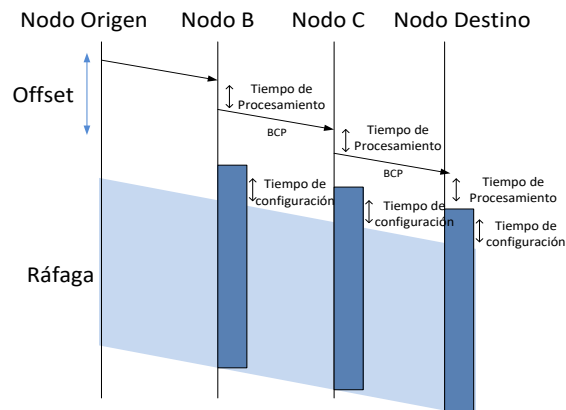 Nodo Origen
Nodo B
Nodo C
Nodo Destino
Offset
Tiempo de
Procesamiento
BCP
Tiempo de
Procesamiento
BCP
Tiempo de
Procesamiento
Tiempo de
configuración
Tiempo de
configuración
Tiempo de
configuración
Ráfaga